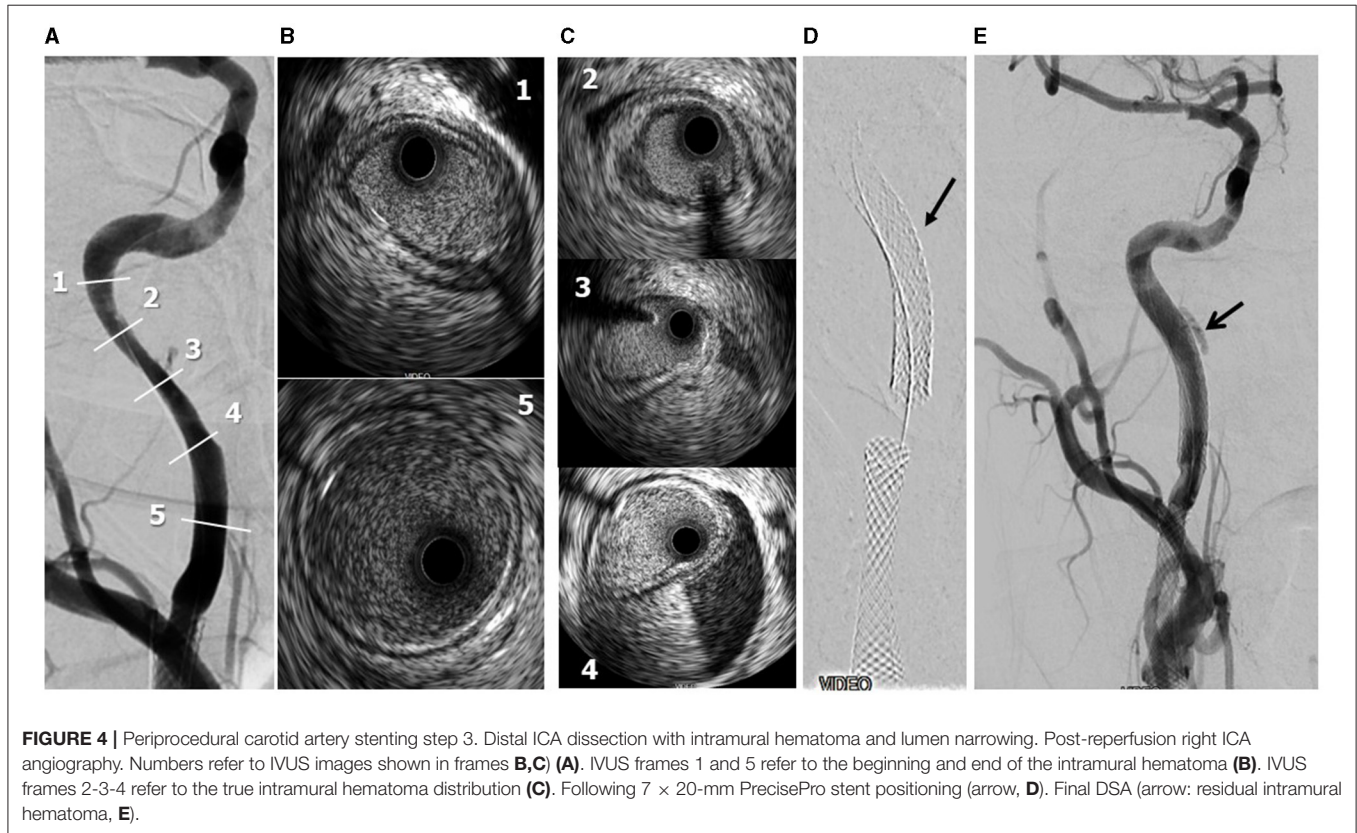 A B C D E
1
2
3
4
5
1
5
2
3
4
VIDEO
VIDEO
FIGURE 4 | Periprocedural carotid artery stenting step 3. Distal ICA dissection with intramural hematoma and lumen narrowing. Post-reperfusion right ICA
angiography. Numbers refer to IVUS images shown in frames B,C) (A). IVUS frames 1 and 5 refer to the beginning and end of the intramural hematoma (B). IVUS
frames 2-3-4 refer to the true intramural hematoma distribution (C). Following 7 × 20-mm PrecisePro stent positioning (arrow, D). Final DSA (arrow: residual intramural
hematoma, E).